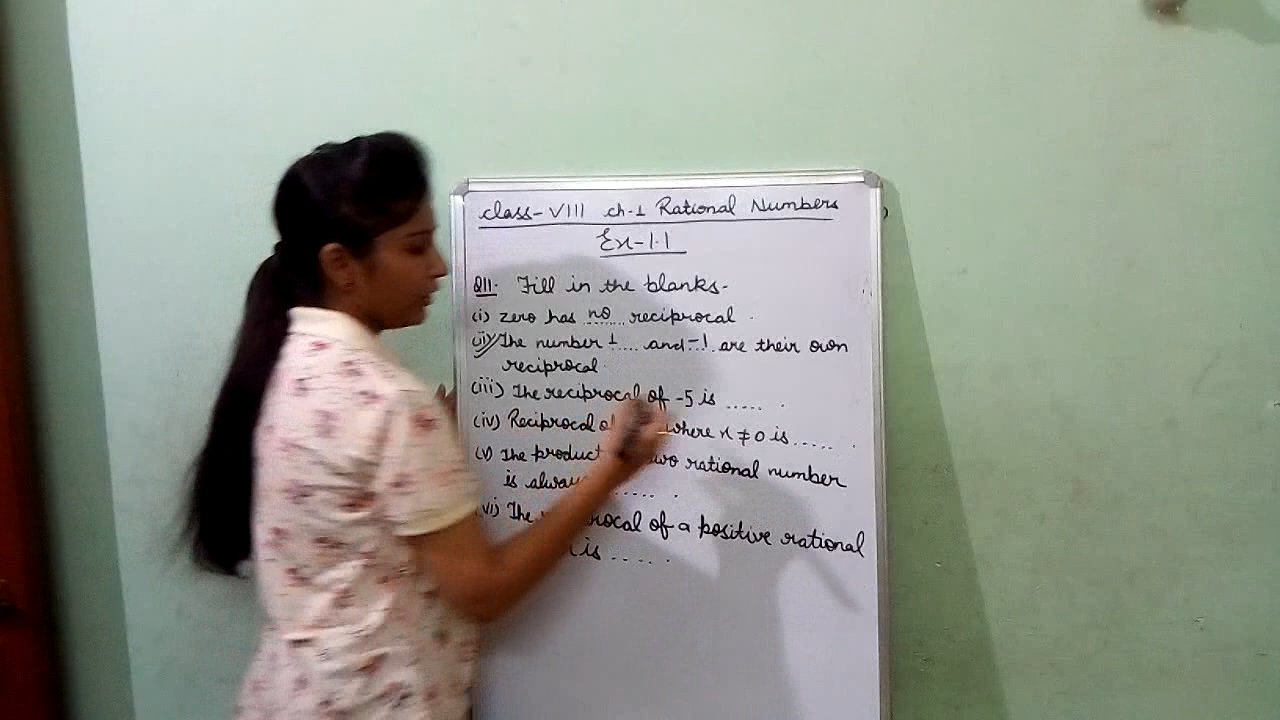 Class-VIII ch-1 Rational Numbers
Ex-1.1
Q11. Fill in the blanks-
(i) zero has ..no.. reciprocal.
(ii) The number 1.... and -1.. are their own
reciprocal.
(iii) The reciprocal of -5 is ..... .
(iv) Reciprocal where x ≠ 0 is ..... .
(v) The product two rational number
is ..... .
(vi) The of a positive rational
is ..... .